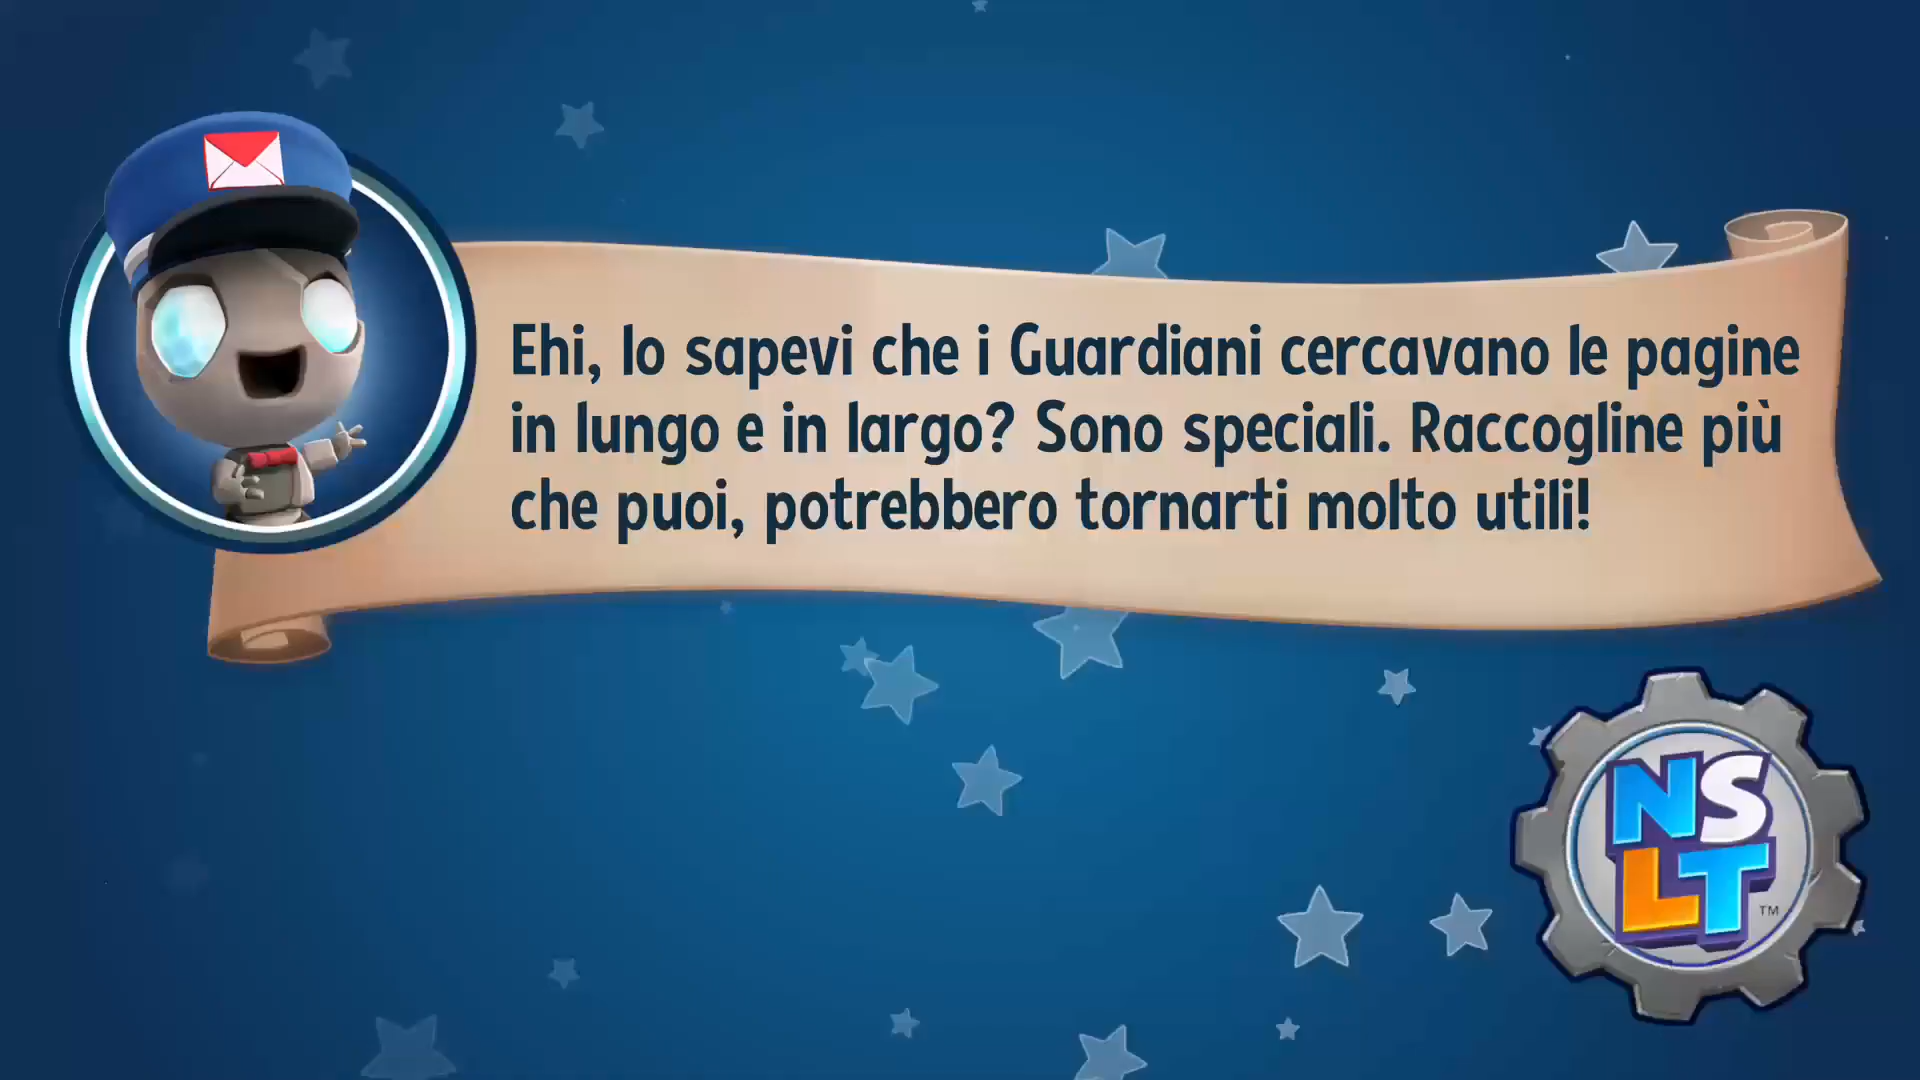 Ehi, lo sapevi che i Guardiani cercavano le pagine
in lungo e in largo? Sono speciali. Raccogline più
che puoi, potrebbero tornarti molto utili!
NS
LT
TM